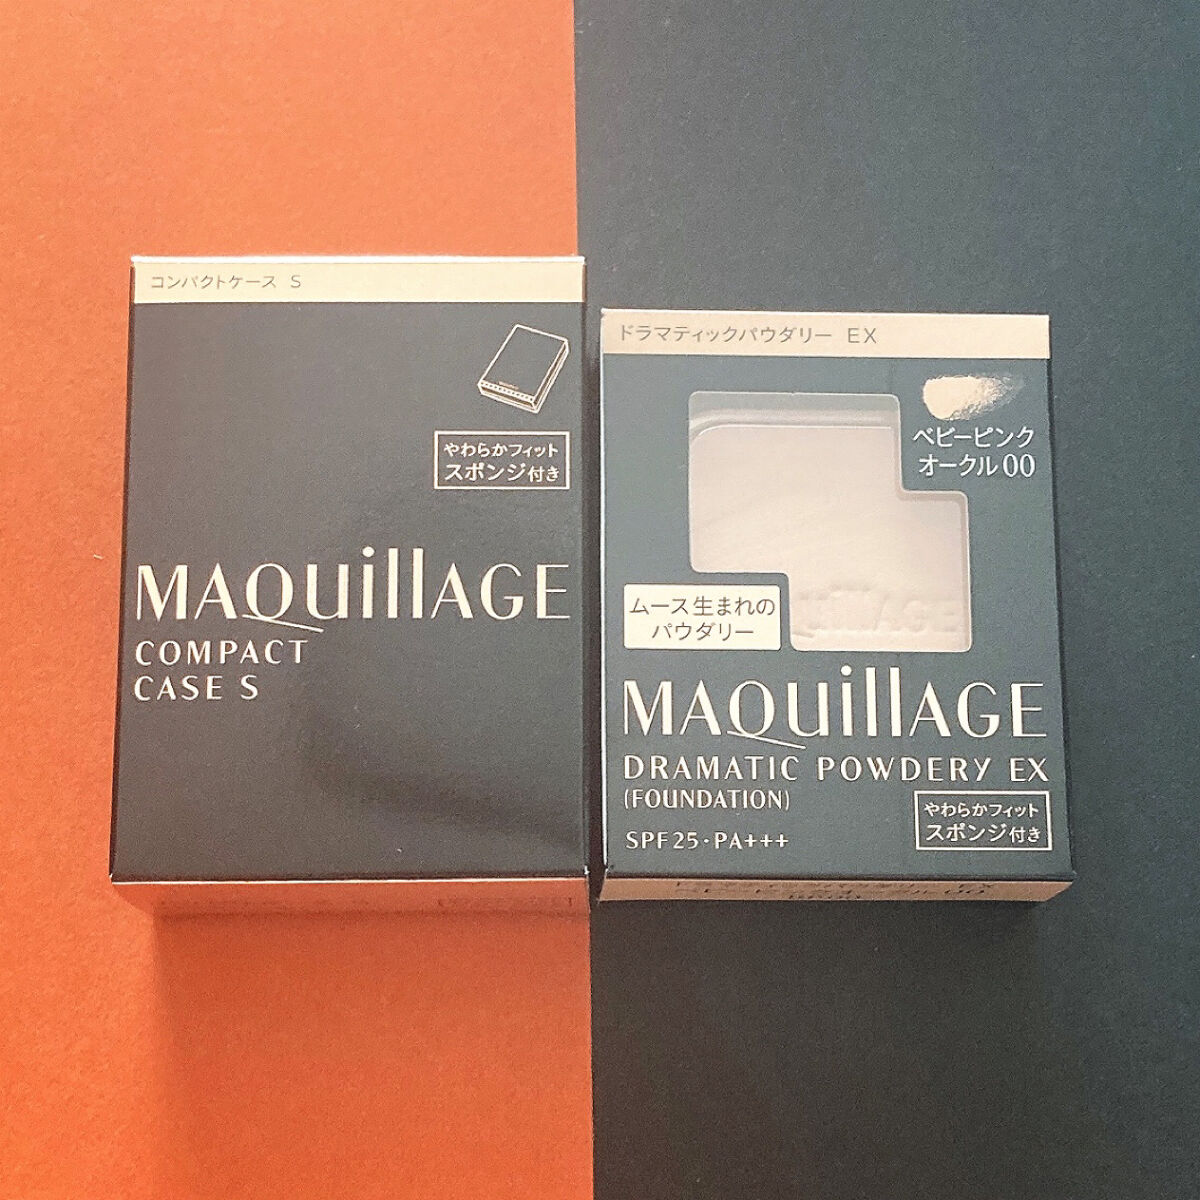 コンパクトケース S
やわらかフィット
スポンジ付き
MAQuillAGE
COMPACT
CASE S
ドラマティックパウダリー EX
ベビーピンク
オークル 00
ムース生まれの
パウダリー
MAQuillAGE
DRAMATIC POWDERY EX
(FOUNDATION)
SPF25・PA+++
やわらかフィット
スポンジ付き